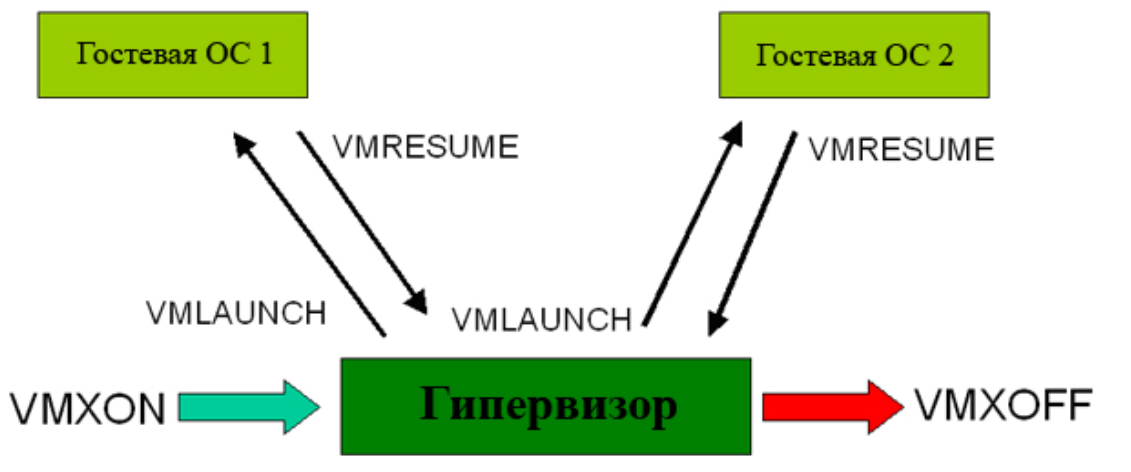 Гостевая ОС 1
Гостевая ОС 2
VMRESUME
VMRESUME
VMLAUNCH
VMLAUNCH
VMXON
Гипервизор
VMXOFF